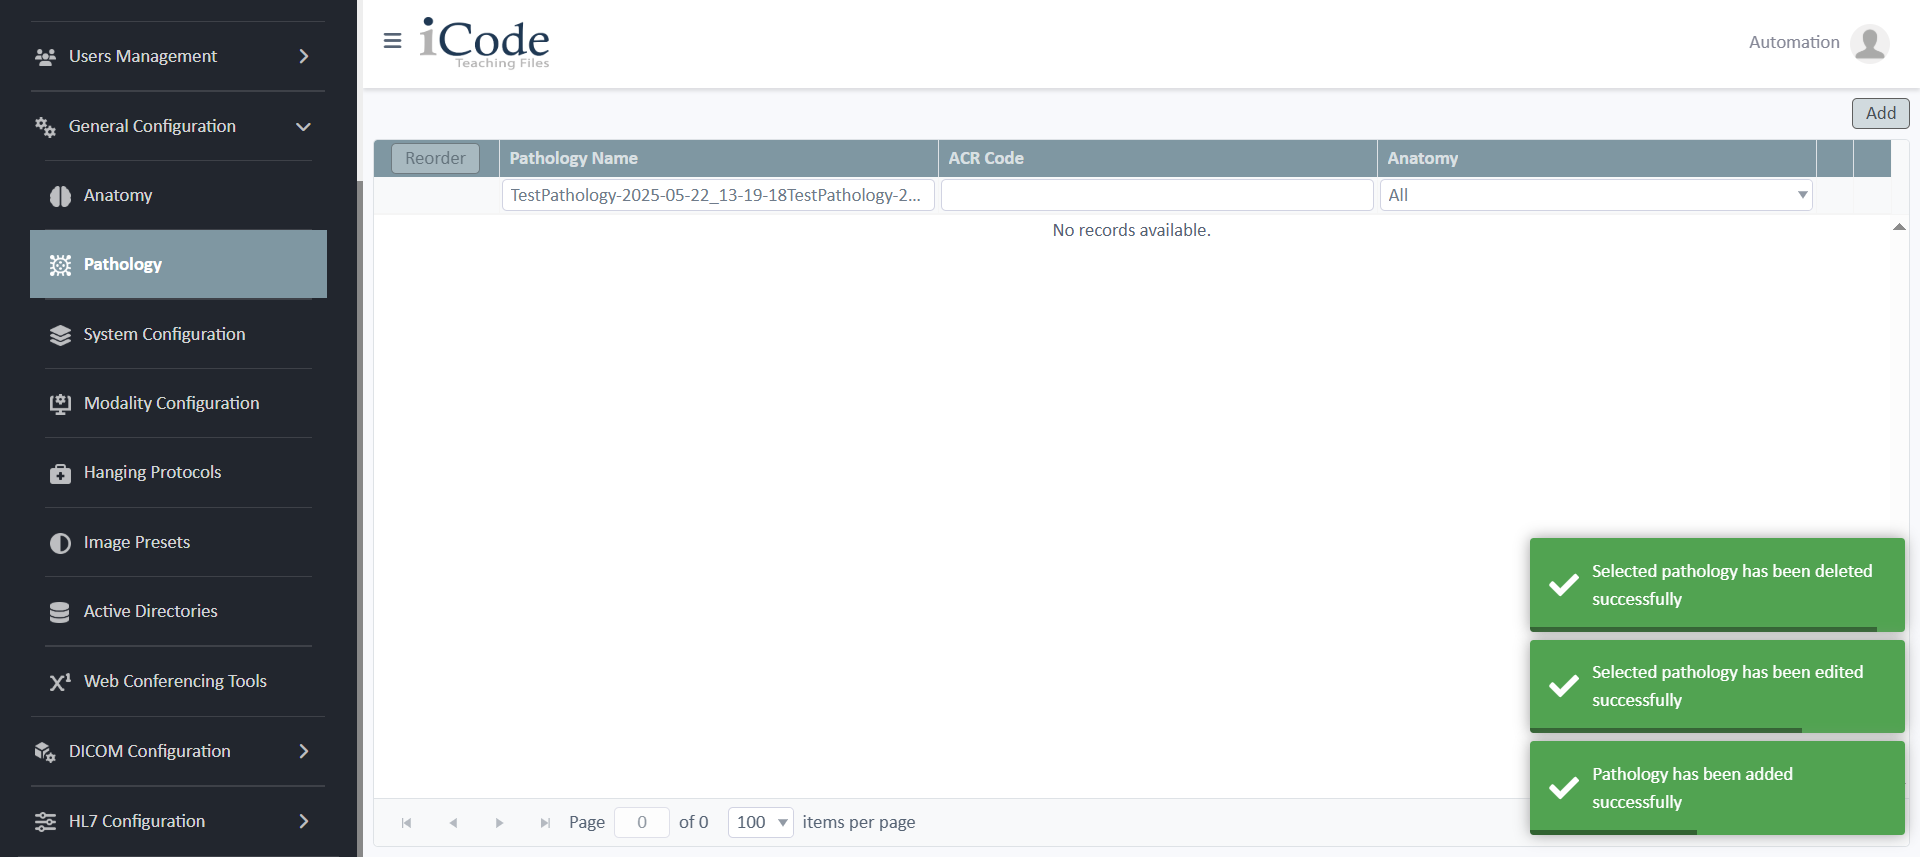 Users Management
General Configuration
Anatomy
Pathology
System Configuration
Modality Configuration
Hanging Protocols
Image Presets
Active Directories
X¹ Web Conferencing Tools
DICOM Configuration
HL7 Configuration
iCode
Teaching Files
Automation
Add
Reorder Pathology Name ACR Code Anatomy
TestPathology-2025-05-22_13-19-18TestPathology-2... All
No records available.
Selected pathology has been deleted
successfully
Selected pathology has been edited
successfully
Pathology has been added
successfully
Page 0 of 0 100 items per page